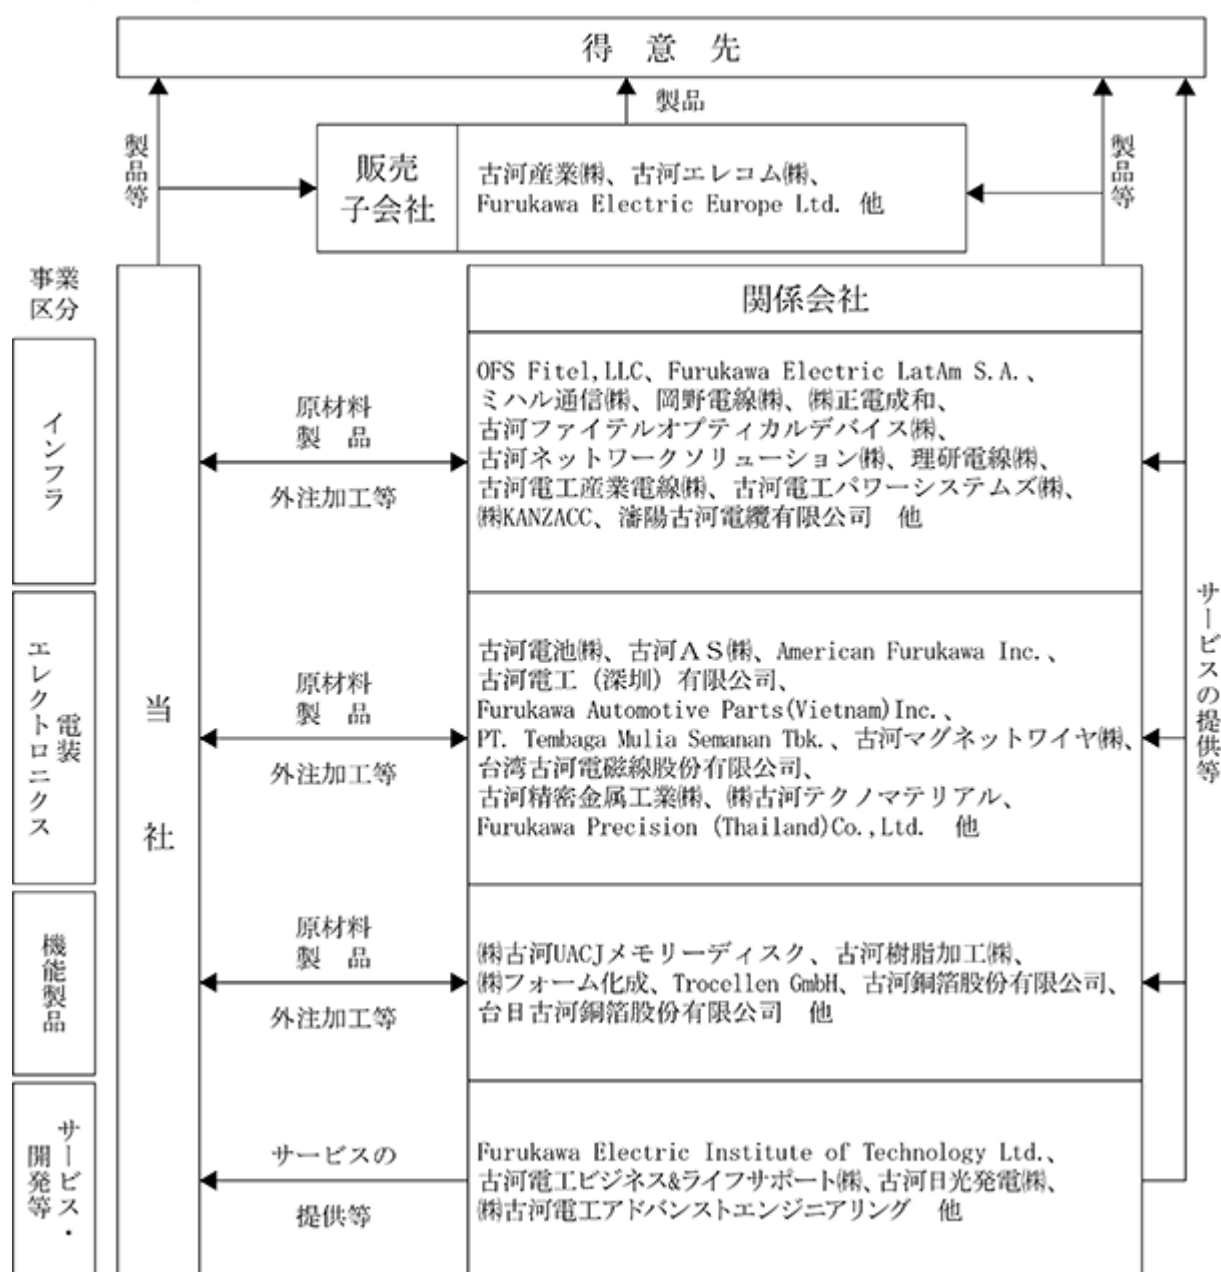 得意先
製品
製品等
製品等
販売
子会社
古河産業㈱、古河エレコム㈱、
Furukawa Electric Europe Ltd. 他
事業
区分
当社
関係会社
インフラ
原材料
製品
外注加工等
OFS Fitel,LLC、Furukawa Electric LatAm S.A.、
ミハル通信㈱、岡野電線㈱、㈱正電成和、
古河ファイテルオプティカルデバイス㈱、
古河ネットワークソリューション㈱、理研電線㈱、
古河電工産業電線㈱、古河電工パワーシステムズ㈱、
㈱KANZACC、瀋陽古河電纜有限公司 他
サービスの提供等
電装
エレクトロニクス
原材料
製品
外注加工等
古河電池㈱、古河ＡＳ㈱、American Furukawa Inc.、
古河電工（深圳）有限公司、
Furukawa Automotive Parts(Vietnam)Inc.、
PT. Tembaga Mulia Semanan Tbk.、古河マグネットワイヤ㈱、
台湾古河電磁線股份有限公司、
古河精密金属工業㈱、㈱古河テクノマテリアル、
Furukawa Precision (Thailand)Co.,Ltd. 他
機能製品
原材料
製品
外注加工等
㈱古河UACJメモリーディスク、古河樹脂加工㈱、
㈱フォーム化成、Trocellen GmbH、古河銅箔股份有限公司、
台日古河銅箔股份有限公司 他
サービス・
開発等
サービスの
提供等
Furukawa Electric Institute of Technology Ltd.、
古河電工ビジネス&ライフサポート㈱、古河日光発電㈱、
㈱古河電工アドバンストエンジニアリング 他